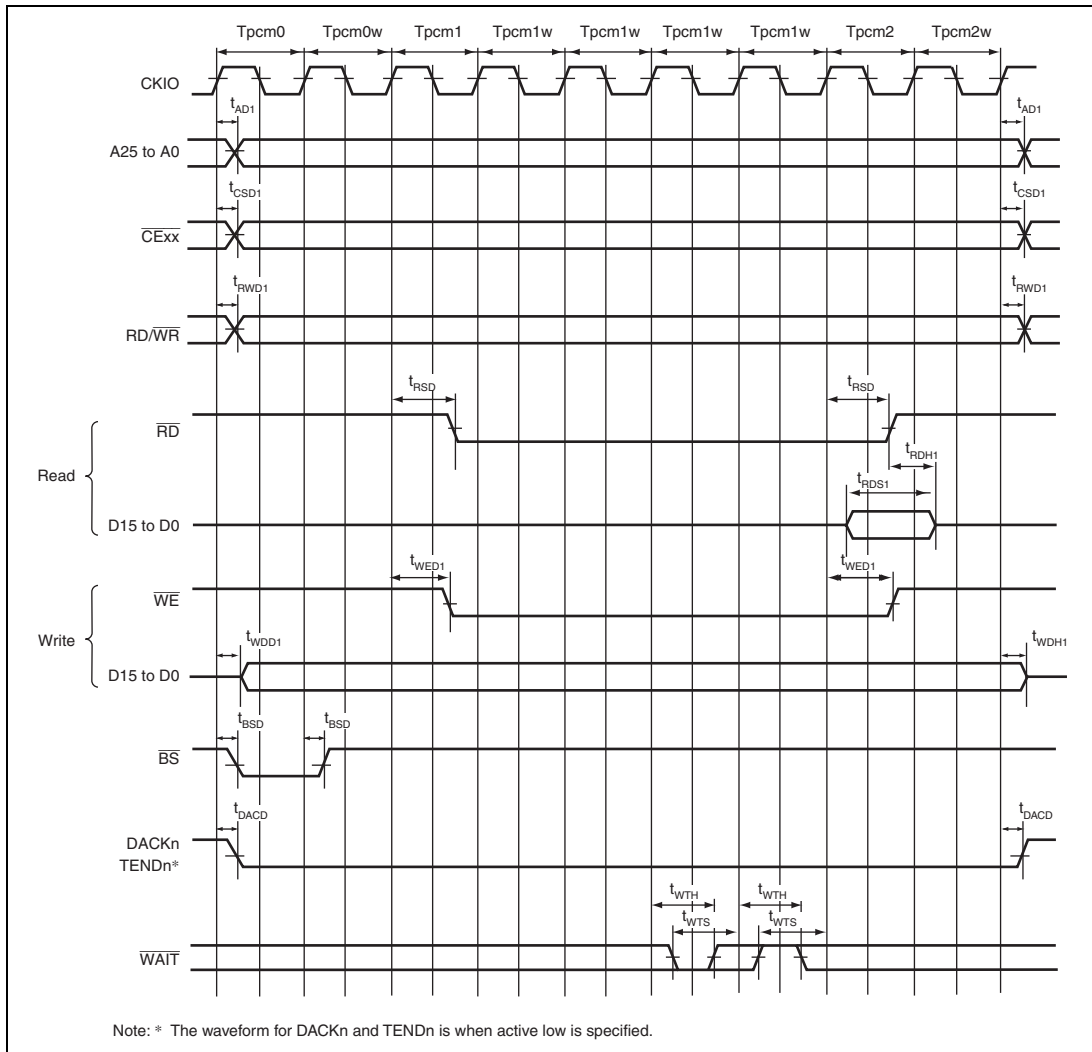 Tpcm0 Tpcm0w Tpcm1 Tpcm1w Tpcm1w Tpcm1w Tpcm1w Tpcm2 Tpcm2w
CKIO
tAD1 tAD1
A25 to A0
tCSD1 tCSD1
CExx
tRWD1 tRWD1
RD/WR
tRSD tRSD
RD
tRDH1
Read
tRDS1
D15 to D0
tWED1 tWED1
WE
Write
tWDD1 tWDH1
D15 to D0
tBSD tBSD
BS
tDACD tDACD
DACKn
TENDn*
tWTH tWTH
tWTS tWTS
WAIT
Note: * The waveform for DACKn and TENDn is when active low is specified.